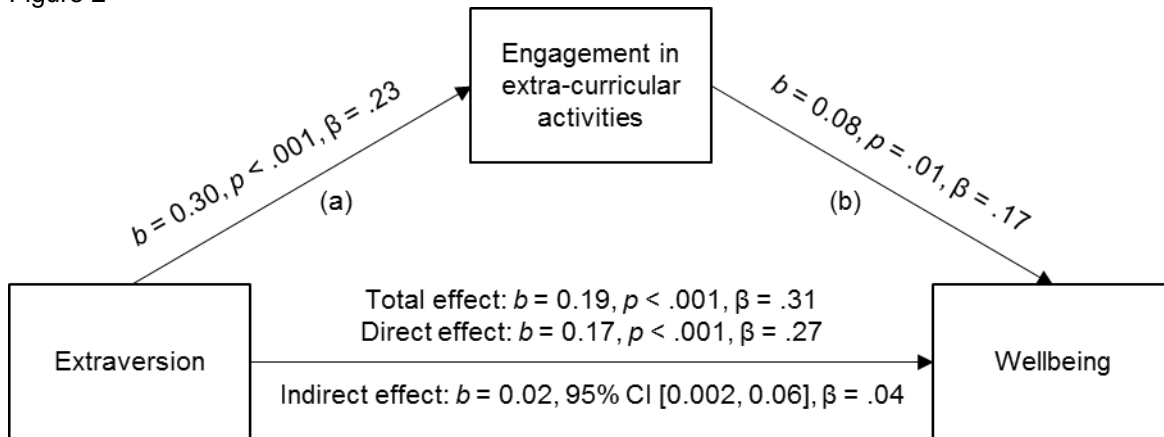 Figure 2
Engagement in
extra-curricular
activities
b = 0.30, p < .001, β = .23
b = 0.08, p = .01, β = .17
(a)
(b)
Extraversion
Total effect: b = 0.19, p < .001, β = .31
Direct effect: b = 0.17, p < .001, β = .27
Indirect effect: b = 0.02, 95% CI [0.002, 0.06], β = .04
Wellbeing